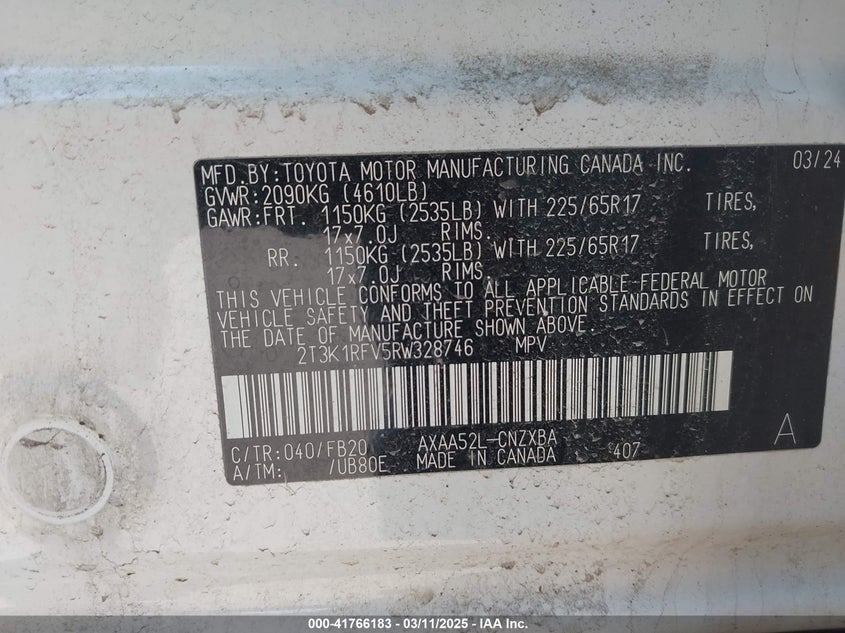 MFD.BY:TOYOTA MOTOR MANUFACTURING CANADA INC. 03/24
GVWR:2090KG (4610LB)
GAWR:FRT. 1150KG (2535LB) WITH 225/65R17 TIRES,
17x7.0J RIMS.
RR. 1150KG (2535LB) WITH 225/65R17 TIRES,
17x7.0J RIMS.
THIS VEHICLE CONFORMS TO ALL APPLICABLE FEDERAL MOTOR
VEHICLE SAFETY AND THEFT PREVENTION STANDARDS IN EFFECT ON
THE DATE OF MANUFACTURE SHOWN ABOVE.
2T3K1RFV5RW328746 MPV
C/TR:040/FB20 AXAA52L-CNZXBA A
A/TM: /UB80E MADE IN CANADA 407
000-41766183 - 03/11/2025 - IAA Inc.